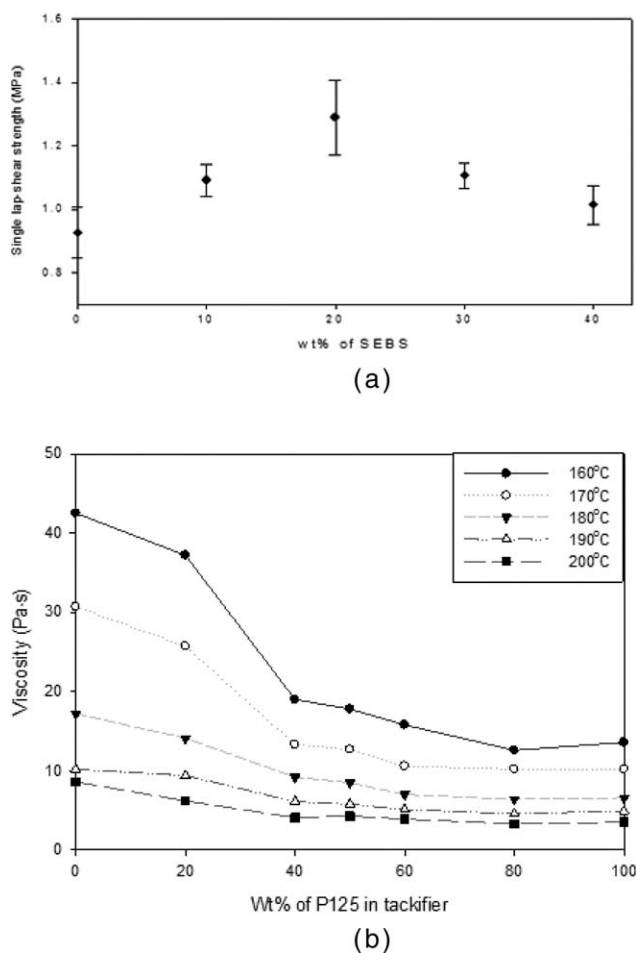 Single lap-shear strength (MPa)
1.6
1.4
1.2
1.0
0.8
0 10 20 30 40
wt% of SEBS
(a)
Viscosity (Pa·s)
50
40
30
20
10
0
160°C
170°C
180°C
190°C
200°C
0 20 40 60 80 100
Wt% of P125 in tackifier
(b)